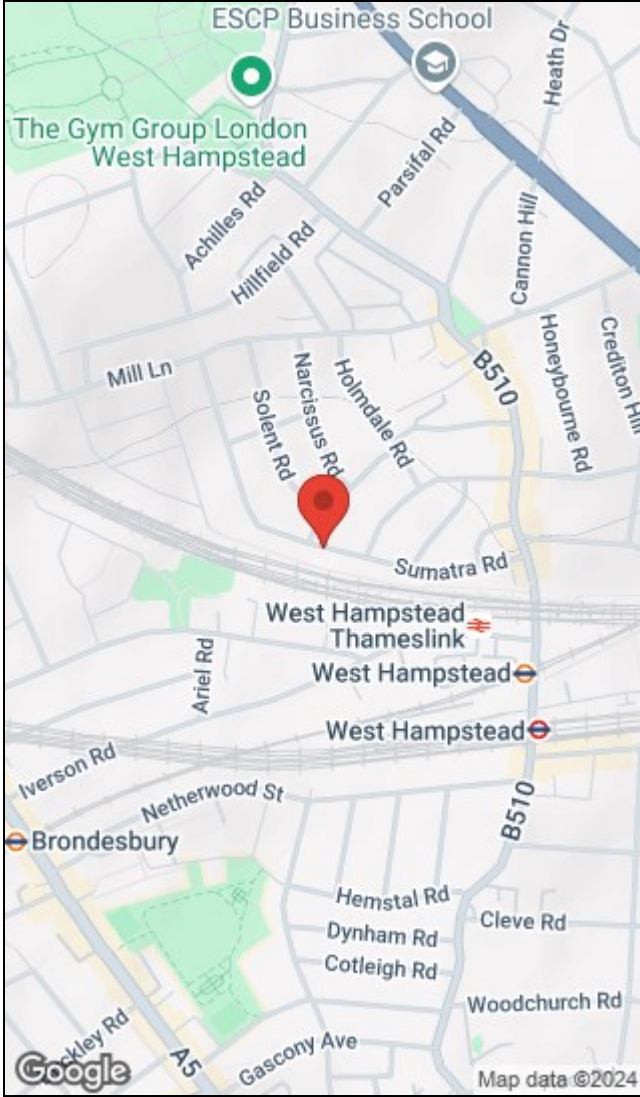 ESCP Business School
Heath Dr
The Gym Group London
West Hampstead
Parsifal Rd
Achilles Rd
Hillfield Rd
Cannon Hill
Mill Ln
Narcissus Rd
Holmdale Rd
Solent Rd
B510
Honeybourne Rd
Crediton Hill
Sumatra Rd
West Hampstead
Thameslink
Ariel Rd
West Hampstead
West Hampstead
Iverson Rd
Netherwood St
B510
Brondesbury
Hemstal Rd
Cleve Rd
Dynham Rd
Cotleigh Rd
Woodchurch Rd
ckley Rd
A5
Gascony Ave
Google
Map data ©2024